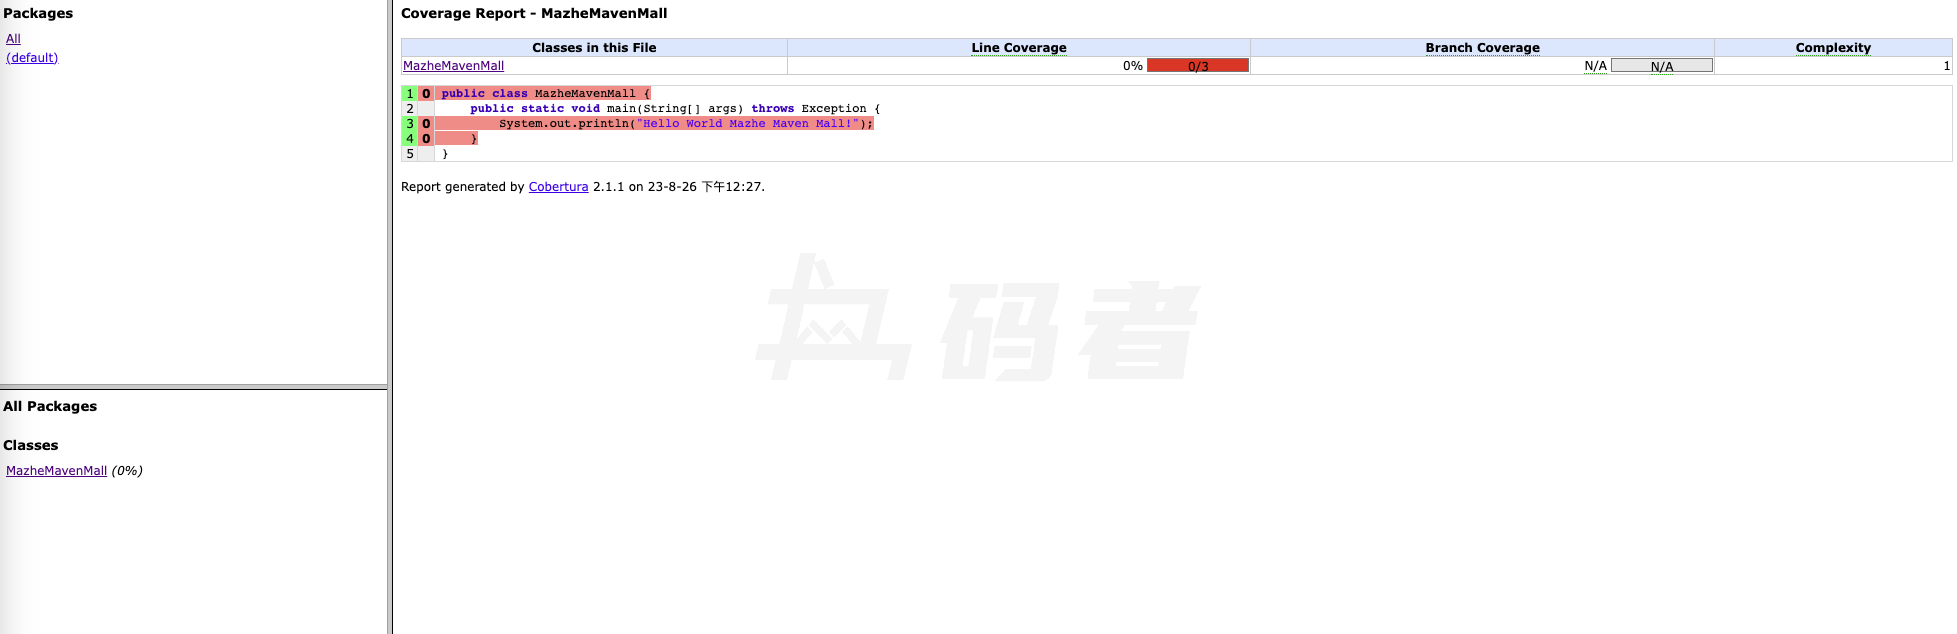 Packages
All
(default)
All Packages
Classes
MazheMavenMall (0%)
Coverage Report - MazheMavenMall
Classes in this File Line Coverage Branch Coverage Complexity
MazheMavenMall 0% 0/3 N/A N/A 1
1 0 public class MazheMavenMall {
2 public static void main(String[] args) throws Exception {
3 0 System.out.println("Hello World Mazhe Maven Mall!");
4 0 }
5 }
Report generated by Cobertura 2.1.1 on 23-8-26 下午12:27.
码者